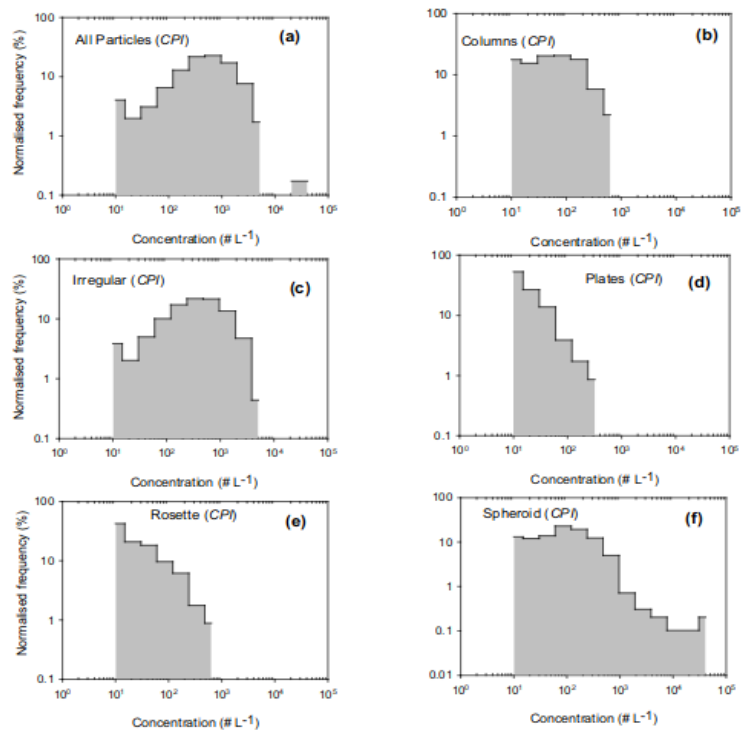 All Particles (CPI) (a)
Normalised frequency (%)
100
10
1
0.1
10⁰ 10¹ 10² 10³ 10⁴ 10⁵
Concentration (# L⁻¹)
Columns (CPI) (b)
100
10
1
0.1
10⁰ 10¹ 10² 10³ 10⁴ 10⁵
Concentration (# L⁻¹)
Irregular (CPI) (c)
Normalised frequency (%)
100
10
1
0.1
10⁰ 10¹ 10² 10³ 10⁴ 10⁵
Concentration (# L⁻¹)
Plates (CPI) (d)
100
10
1
0.1
10⁰ 10¹ 10² 10³ 10⁴ 10⁵
Concentration (# L⁻¹)
Rosette (CPI) (e)
Normalised frequency (%)
100
10
1
0.1
10⁰ 10¹ 10² 10³ 10⁴ 10⁵
Concentration (# L⁻¹)
Spheroid (CPI) (f)
100
10
1
0.1
0.01
10⁰ 10¹ 10² 10³ 10⁴ 10⁵
Concentration (# L⁻¹)